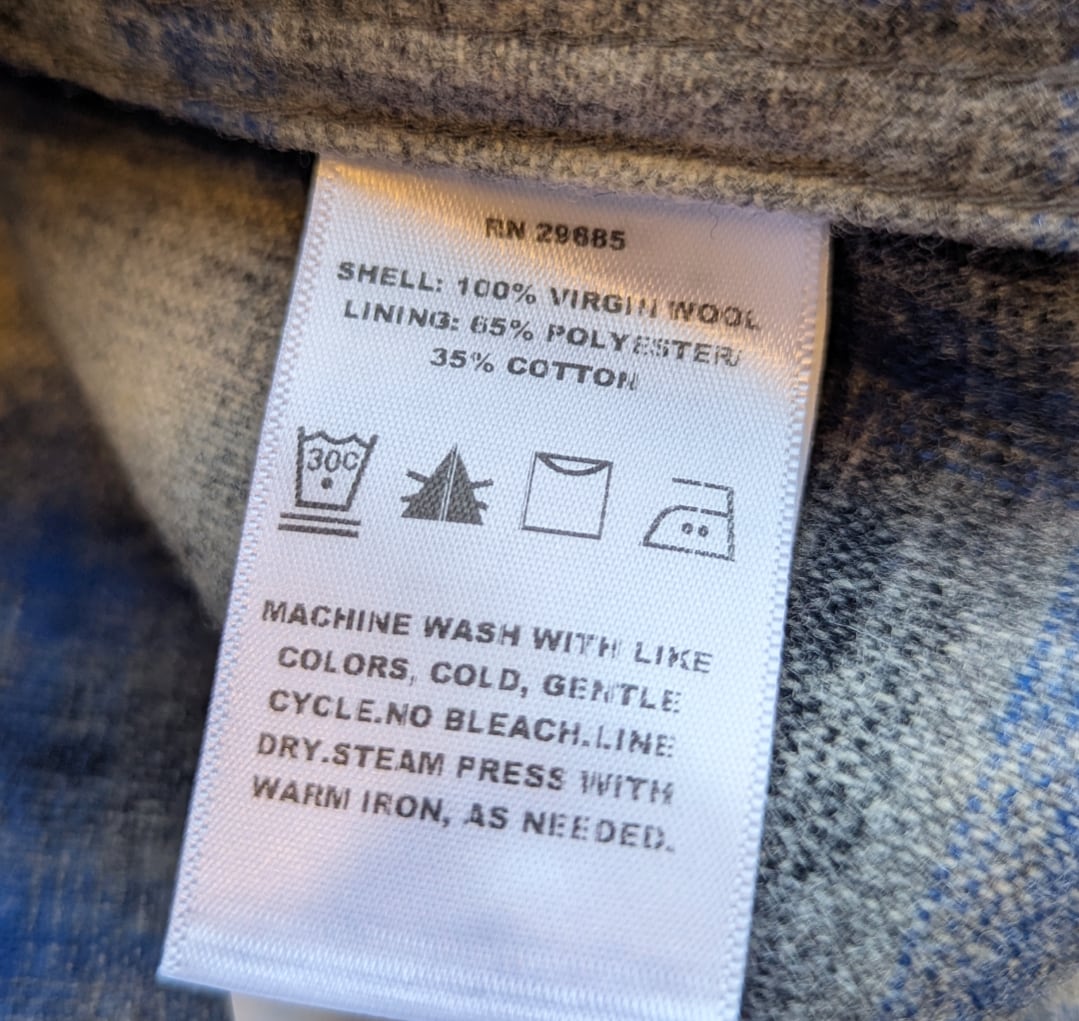 RN 29685
SHELL: 100% VIRGIN WOOL
LINING: 65% POLYESTER/
35% COTTON
30C
MACHINE WASH WITH LIKE
COLORS, COLD, GENTLE
CYCLE.NO BLEACH.LINE
DRY.STEAM PRESS WITH
WARM IRON, AS NEEDED.